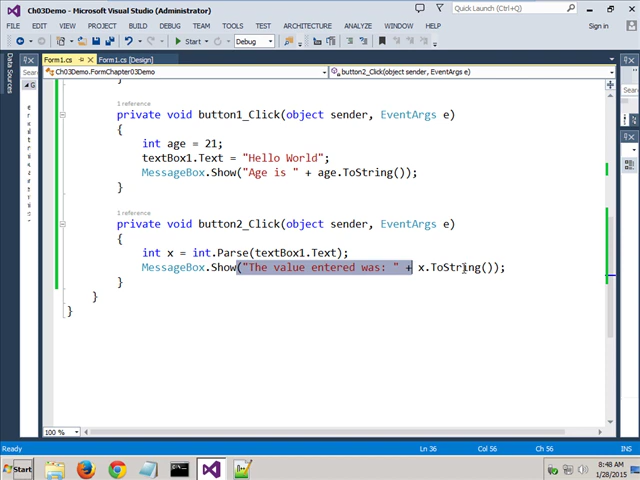 Ch03Demo - Microsoft Visual Studio (Administrator)
Quick Launch (Ctrl+Q)
FILE EDIT VIEW PROJECT BUILD DEBUG TEAM TOOLS TEST ARCHITECTURE ANALYZE WINDOW HELP
Sign in
Start Debug
Data Sources
Form1.cs Form1.cs [Design]
Sear
Ch03Demo.FormChapter03Demo button2_Click(object sender, EventArgs e)
}
1 reference
private void button1_Click(object sender, EventArgs e)
{
int age = 21;
textBox1.Text = "Hello World";
MessageBox.Show("Age is " + age.ToString());
}
1 reference
private void button2_Click(object sender, EventArgs e)
{
int x = int.Parse(textBox1.Text);
MessageBox.Show("The value entered was: " + x.ToString());
}
}
}
100 %
Ready Ln 36 Col 56 Ch 56
Start
8:48 AM
1/28/2015